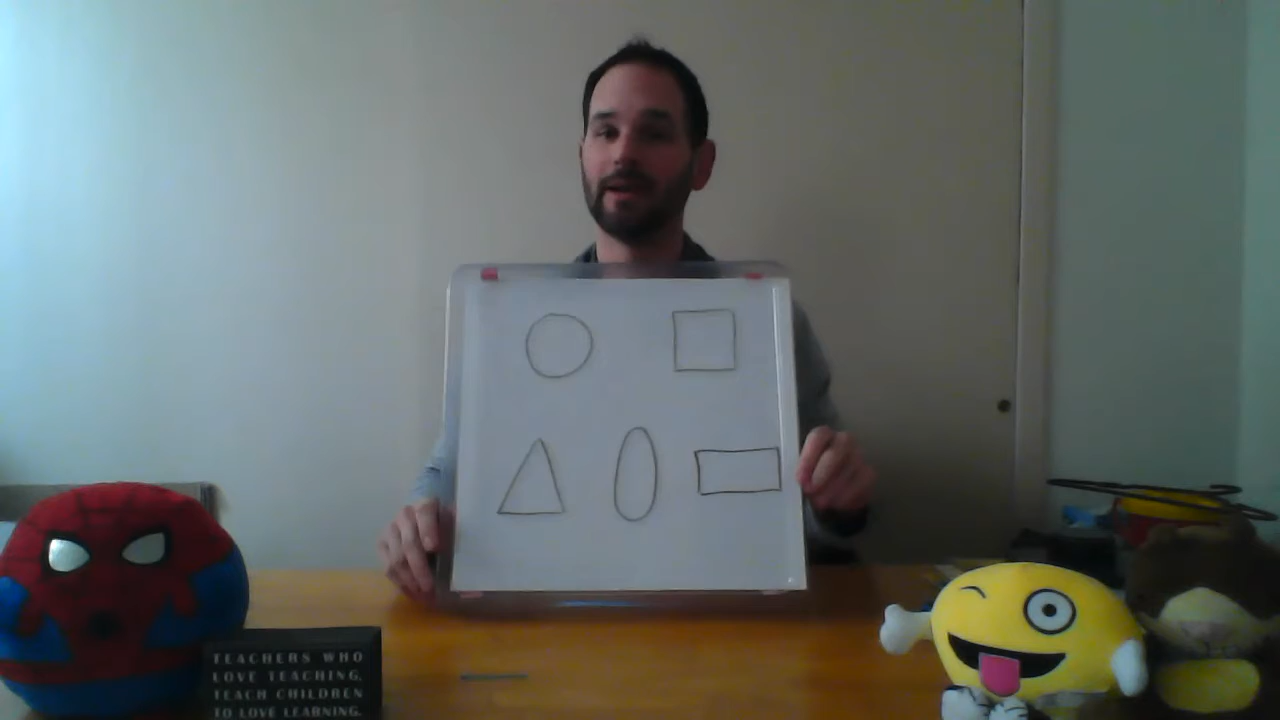 TEACHERS WHO
LOVE TEACHING,
TEACH CHILDREN
TO LOVE LEARNING.